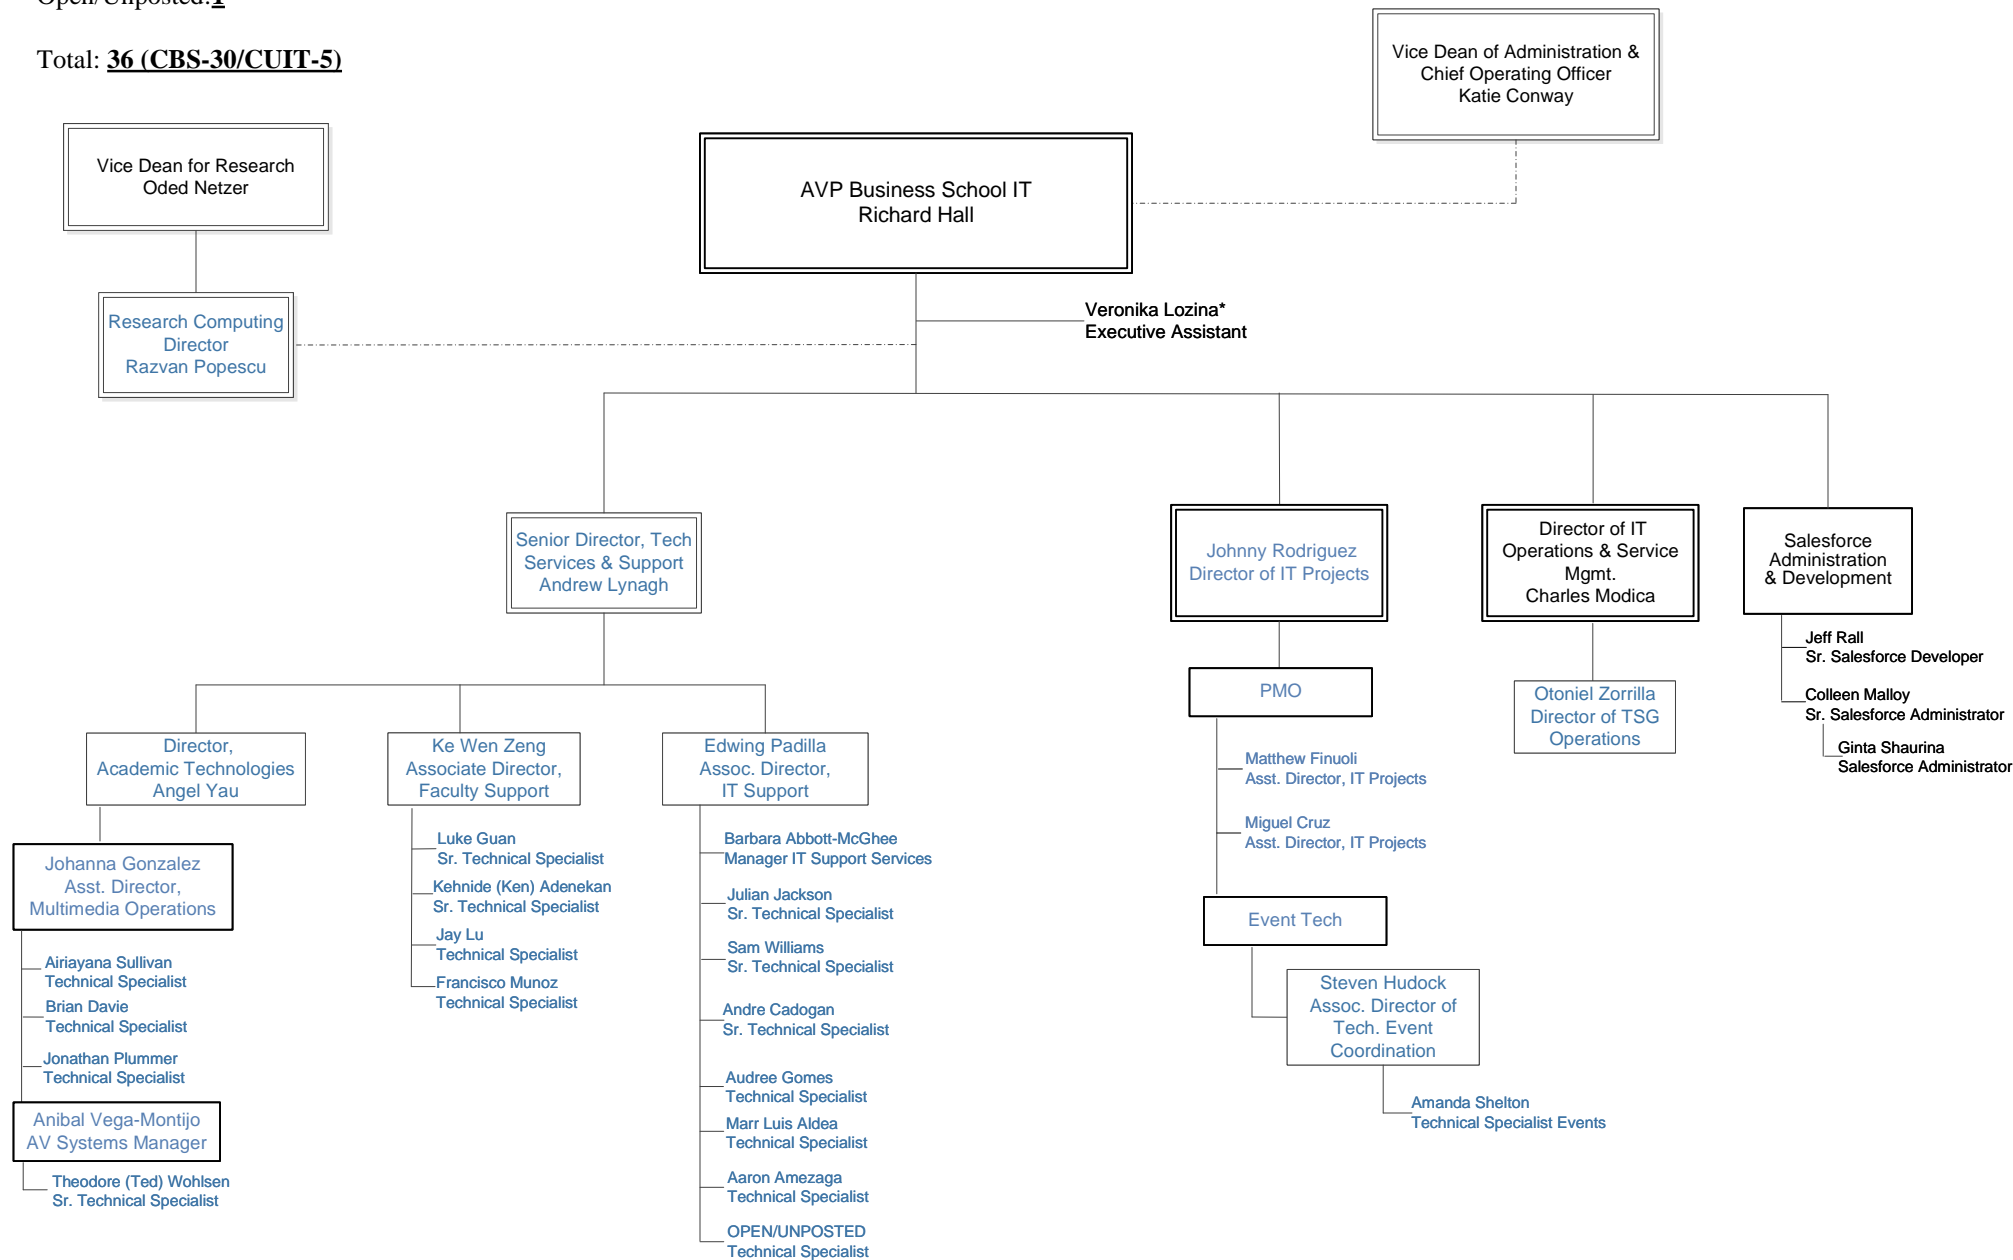 Open/Unposted:1
Total: 36 (CBS-30/CUIT-5)
Vice Dean of Administration &
Chief Operating Officer
Katie Conway
Vice Dean for Research
Oded Netzer
AVP Business School IT
Richard Hall
Research Computing
Director
Razvan Popescu
Veronika Lozina*
Executive Assistant
Senior Director, Tech
Services & Support
Andrew Lynagh
Johnny Rodriguez
Director of IT Projects
Director of IT
Operations & Service
Mgmt.
Charles Modica
Salesforce
Administration
& Development
Jeff Rall
Sr. Salesforce Developer
Colleen Malloy
Sr. Salesforce Administrator
Ginta Shaurina
Salesforce Administrator
PMO
Otoniel Zorrilla
Director of TSG
Operations
Matthew Finuoli
Asst. Director, IT Projects
Miguel Cruz
Asst. Director, IT Projects
Event Tech
Steven Hudock
Assoc. Director of
Tech. Event
Coordination
Amanda Shelton
Technical Specialist Events
Director,
Academic Technologies
Angel Yau
Johanna Gonzalez
Asst. Director,
Multimedia Operations
Airiayana Sullivan
Technical Specialist
Brian Davie
Technical Specialist
Jonathan Plummer
Technical Specialist
Anibal Vega-Montijo
AV Systems Manager
Theodore (Ted) Wohlsen
Sr. Technical Specialist
Ke Wen Zeng
Associate Director,
Faculty Support
Luke Guan
Sr. Technical Specialist
Kehnide (Ken) Adenekan
Sr. Technical Specialist
Jay Lu
Technical Specialist
Francisco Munoz
Technical Specialist
Edwing Padilla
Assoc. Director,
IT Support
Barbara Abbott-McGhee
Manager IT Support Services
Julian Jackson
Sr. Technical Specialist
Sam Williams
Sr. Technical Specialist
Andre Cadogan
Sr. Technical Specialist
Audree Gomes
Technical Specialist
Marr Luis Aldea
Technical Specialist
Aaron Amezaga
Technical Specialist
OPEN/UNPOSTED
Technical Specialist